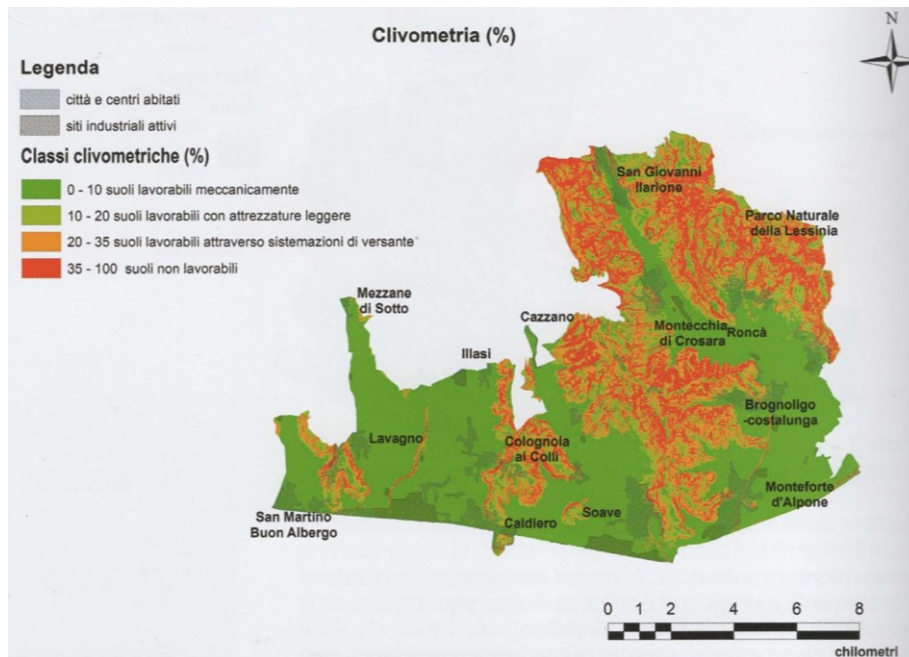 Clivometria (%)
N
Legenda
città e centri abitati
siti industriali attivi
Classi clivometriche (%)
0 - 10 suoli lavorabili meccanicamente
10 - 20 suoli lavorabili con attrezzature leggere
20 - 35 suoli lavorabili attraverso sistemazioni di versante
35 - 100 suoli non lavorabili
San Giovanni
Ilarione
Parco Naturale
della Lessinia
Mezzane
di Sotto
Cazzano
Montecchia
di Crosara
Roncà
Illasi
Brognoligo
-costalunga
Lavagno
Colognola
ai Colli
Monteforte
d'Alpone
San Martino
Buon Albergo
Caldiero
Soave
0 1 2 4 6 8
chilometri